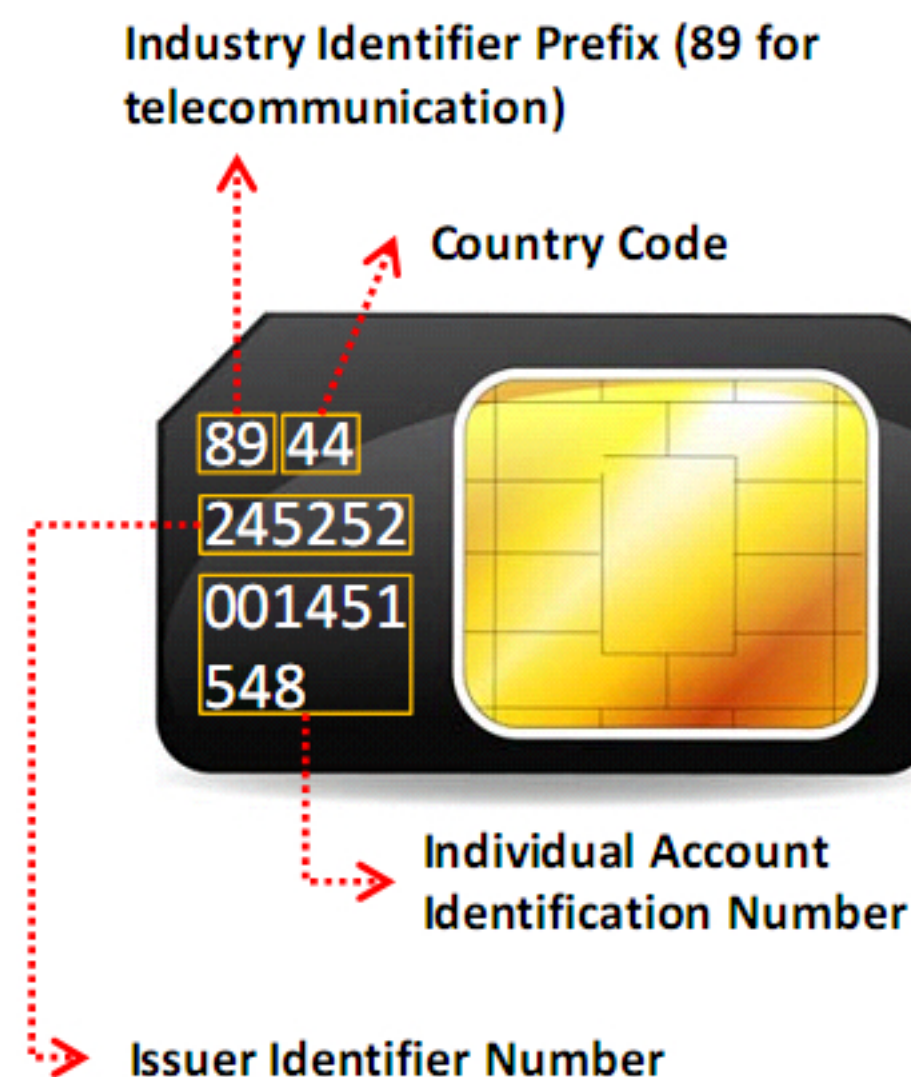 Industry Identifier Prefix (89 for
telecommunication)
Country Code
89 44
245252
001451
548
Individual Account
Identification Number
Issuer Identifier Number